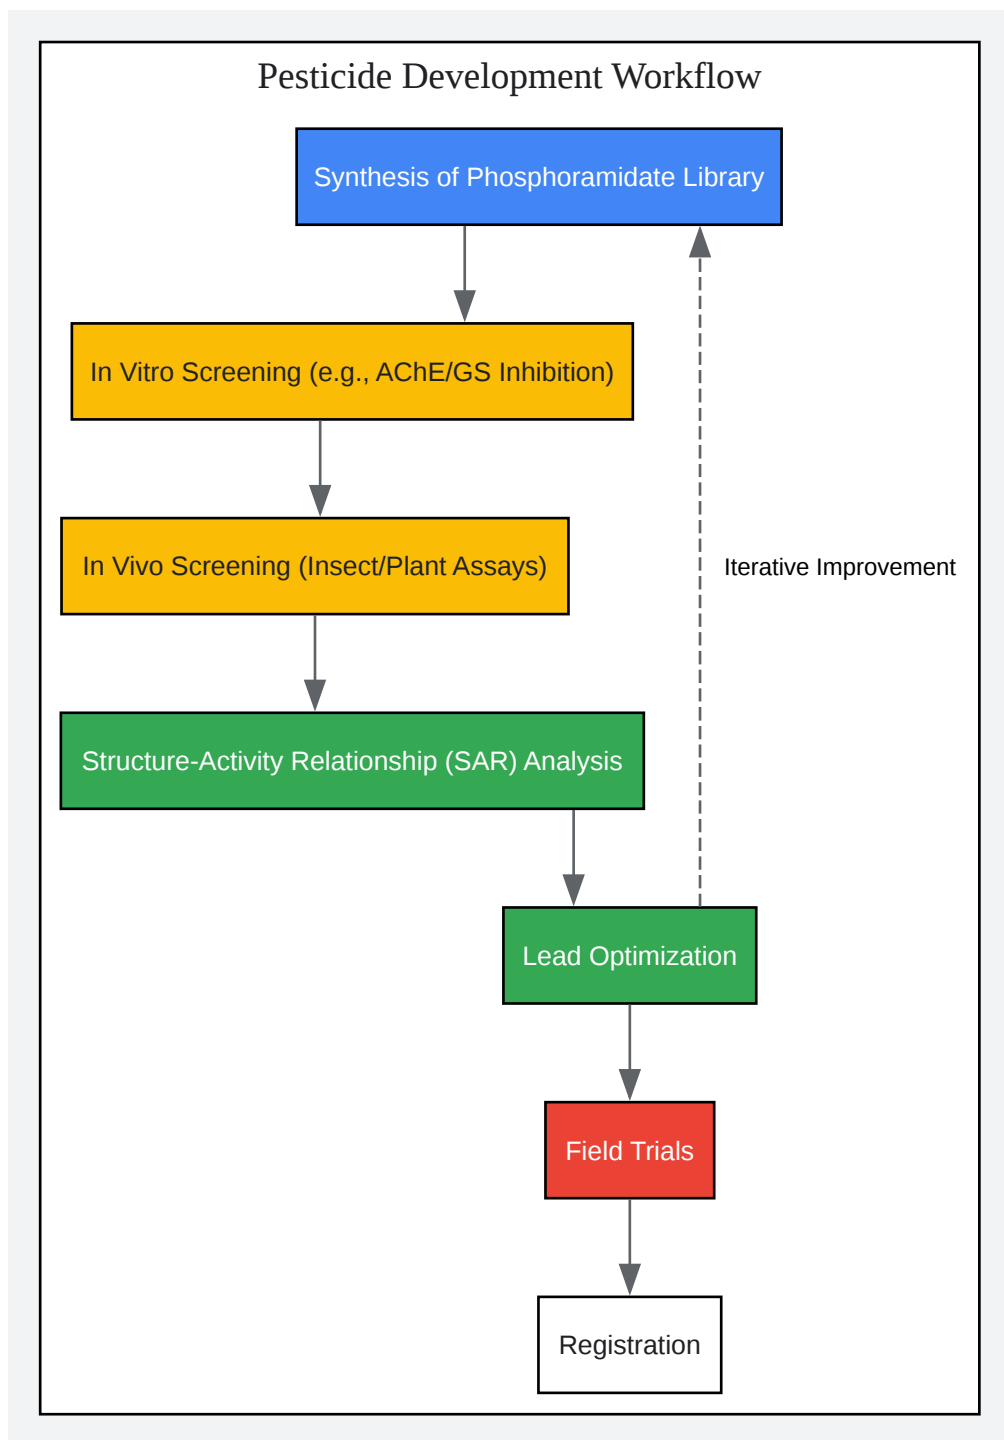 Pesticide Development Workflow
Synthesis of Phosphoramidate Library
In Vitro Screening (e.g., AChE/GS Inhibition)
In Vivo Screening (Insect/Plant Assays)
Iterative Improvement
Structure-Activity Relationship (SAR) Analysis
Lead Optimization
Field Trials
Registration